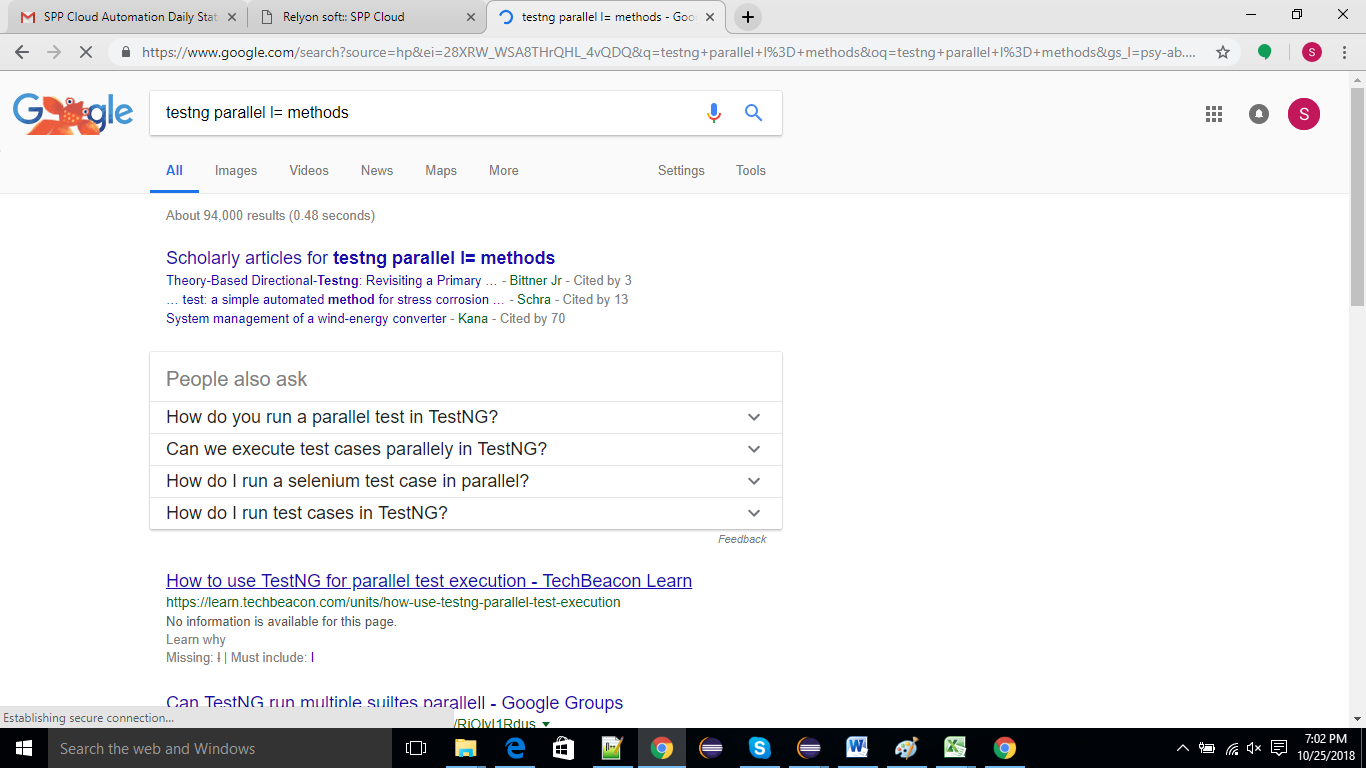 SPP Cloud Automation Daily Stat
Relyon soft:: SPP Cloud
testng parallel l= methods - Goo
https://www.google.com/search?source=hp&ei=28XRW_WSA8THrQHL_4vQDQ&q=testng+parallel+l%3D+methods&oq=testng+parallel+l%3D+methods&gs_l=psy-ab....
S
Google
testng parallel l= methods
S
All Images Videos News Maps More Settings Tools
About 94,000 results (0.48 seconds)
Scholarly articles for testng parallel l= methods
Theory-Based Directional-Testng: Revisiting a Primary ... - Bittner Jr - Cited by 3
... test: a simple automated method for stress corrosion ... - Schra - Cited by 13
System management of a wind-energy converter - Kana - Cited by 70
People also ask
How do you run a parallel test in TestNG?
Can we execute test cases parallely in TestNG?
How do I run a selenium test case in parallel?
How do I run test cases in TestNG?
Feedback
How to use TestNG for parallel test execution - TechBeacon Learn
https://learn.techbeacon.com/units/how-use-testng-parallel-test-execution
No information is available for this page.
Learn why
Missing: l | Must include: l
Can TestNG run multiple suiltes parallell - Google Groups
Establishing secure connection...
Search the web and Windows
7:02 PM
10/25/2018